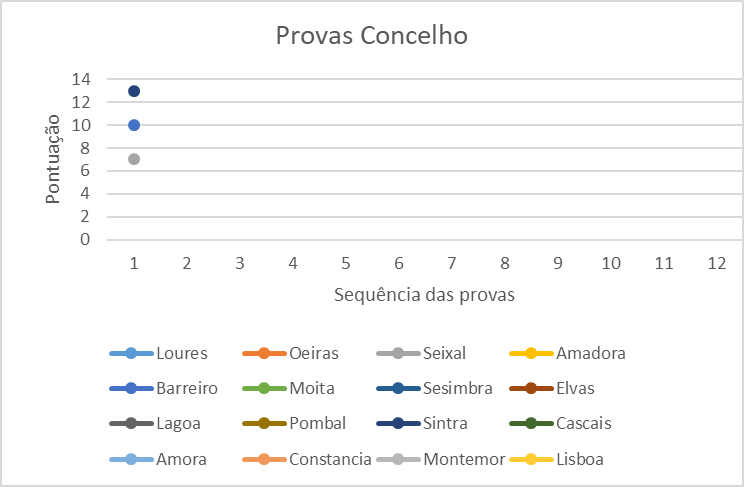 Provas Concelho
14
12
10
8
6
4
2
0
Pontuação
1 2 3 4 5 6 7 8 9 10 11 12
Sequência das provas
Loures Oeiras Seixal Amadora
Barreiro Moita Sesimbra Elvas
Lagoa Pombal Sintra Cascais
Amora Constancia Montemor Lisboa